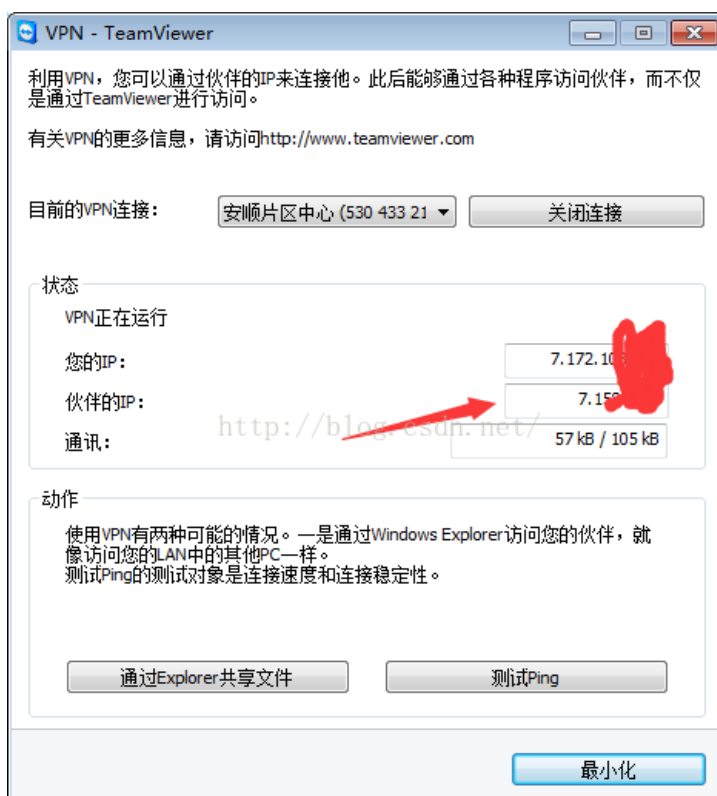 VPN - TeamViewer
利用VPN，您可以通过伙伴的IP来连接他。此后能够通过各种程序访问伙伴，而不仅
是通过TeamViewer进行访问。
有关VPN的更多信息，请访问http://www.teamviewer.com
目前的VPN连接：
安顺片区中心 (530 433 21
关闭连接
状态
VPN正在运行
您的IP：
7.172.10
伙伴的IP：
7.15
http://blog.csdn.net/
通讯：
57 kB / 105 kB
动作
使用VPN有两种可能的情况。一是通过Windows Explorer访问您的伙伴，就
像访问您的LAN中的其他PC一样。
测试Ping的测试对象是连接速度和连接稳定性。
通过Explorer共享文件
测试Ping
最小化